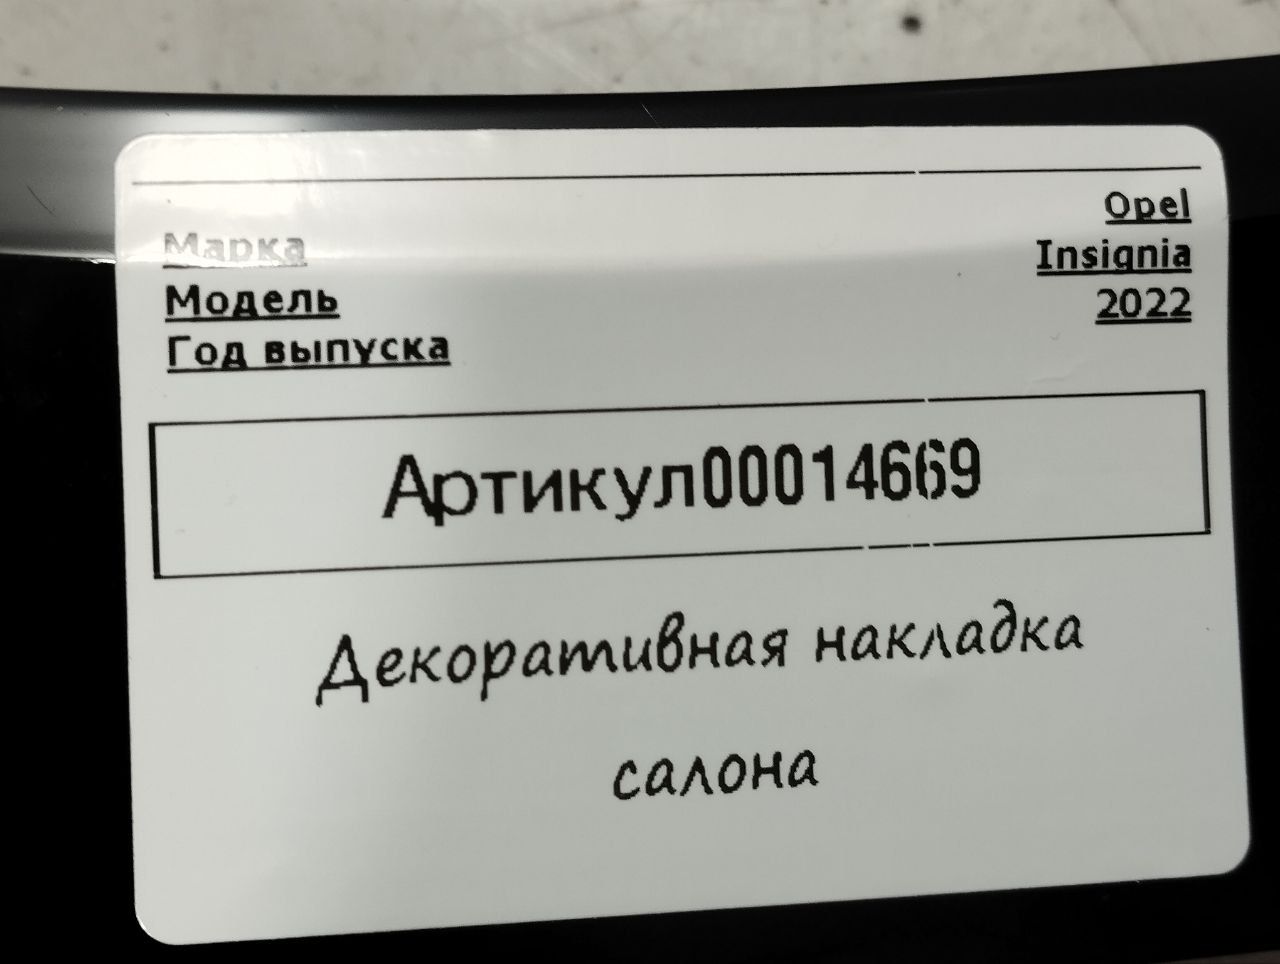 Марка Opel
Модель Insignia
Год выпуска 2022
Артикул00014669
Декоративная накладка
салона